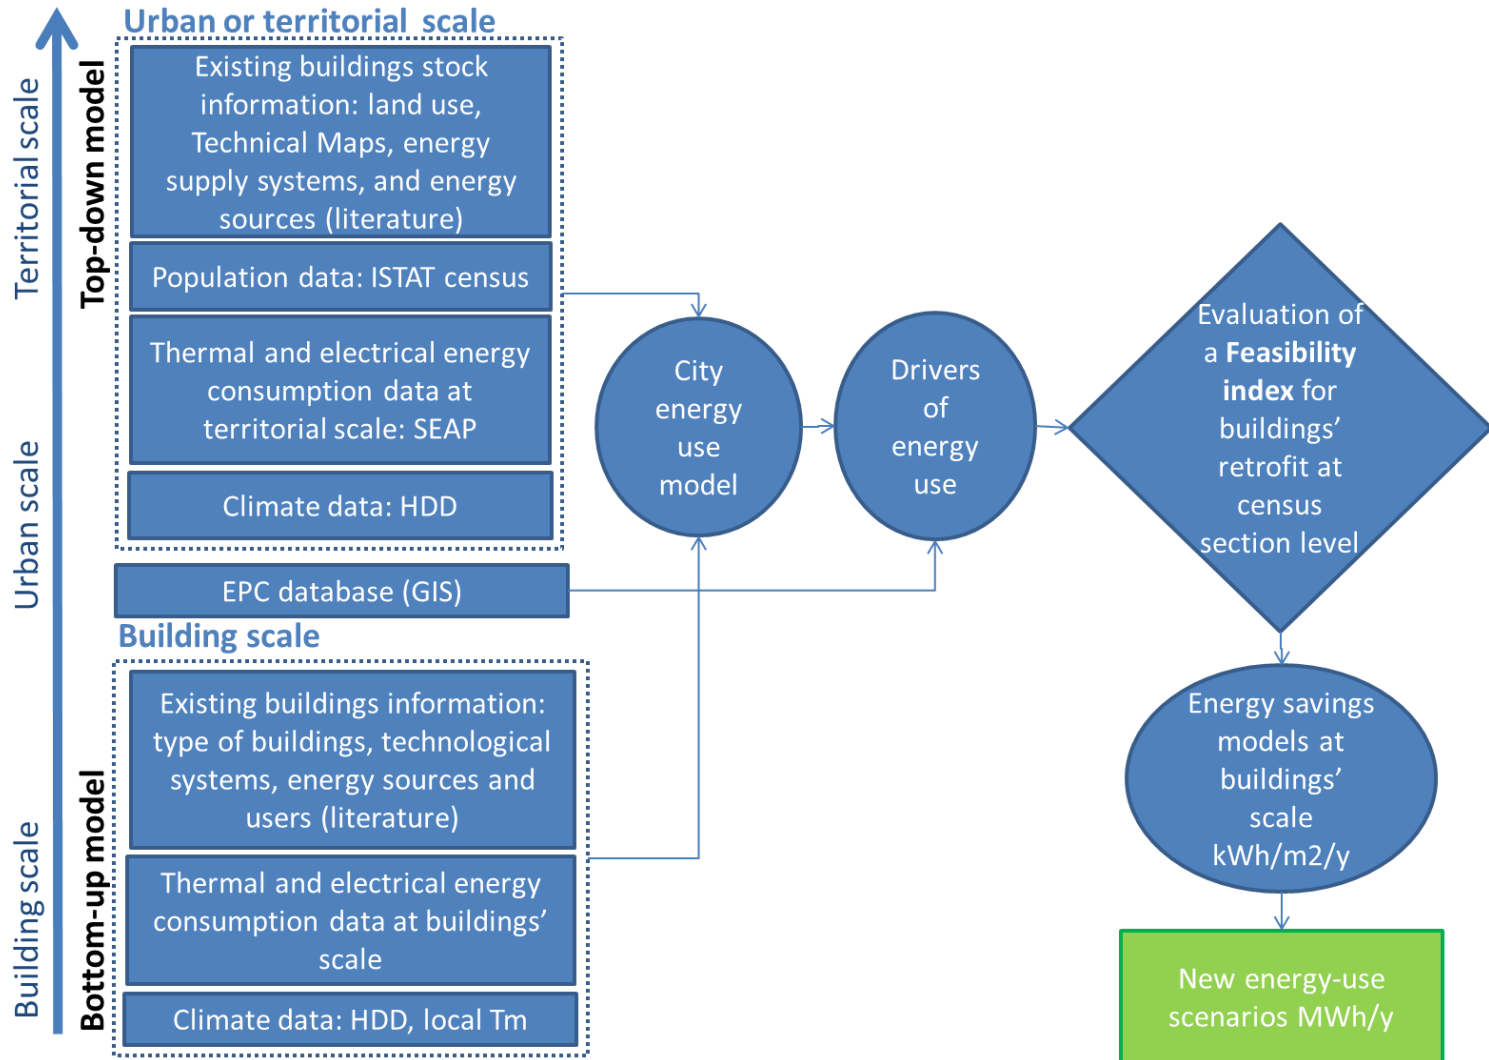 Urban or territorial scale
Territorial scale
Urban scale
Building scale
Top-down model
Bottom-up model
Existing buildings stock
information: land use,
Technical Maps, energy
supply systems, and energy
sources (literature)
Population data: ISTAT census
Thermal and electrical energy
consumption data at
territorial scale: SEAP
Climate data: HDD
EPC database (GIS)
Building scale
Existing buildings information:
type of buildings, technological
systems, energy sources and
users (literature)
Thermal and electrical energy
consumption data at buildings’
scale
Climate data: HDD, local Tm
City
energy
use
model
Drivers
of
energy
use
Evaluation of
a Feasibility
index for
buildings’
retrofit at
census
section level
Energy savings
models at
buildings’
scale
kWh/m2/y
New energy-use
scenarios MWh/y